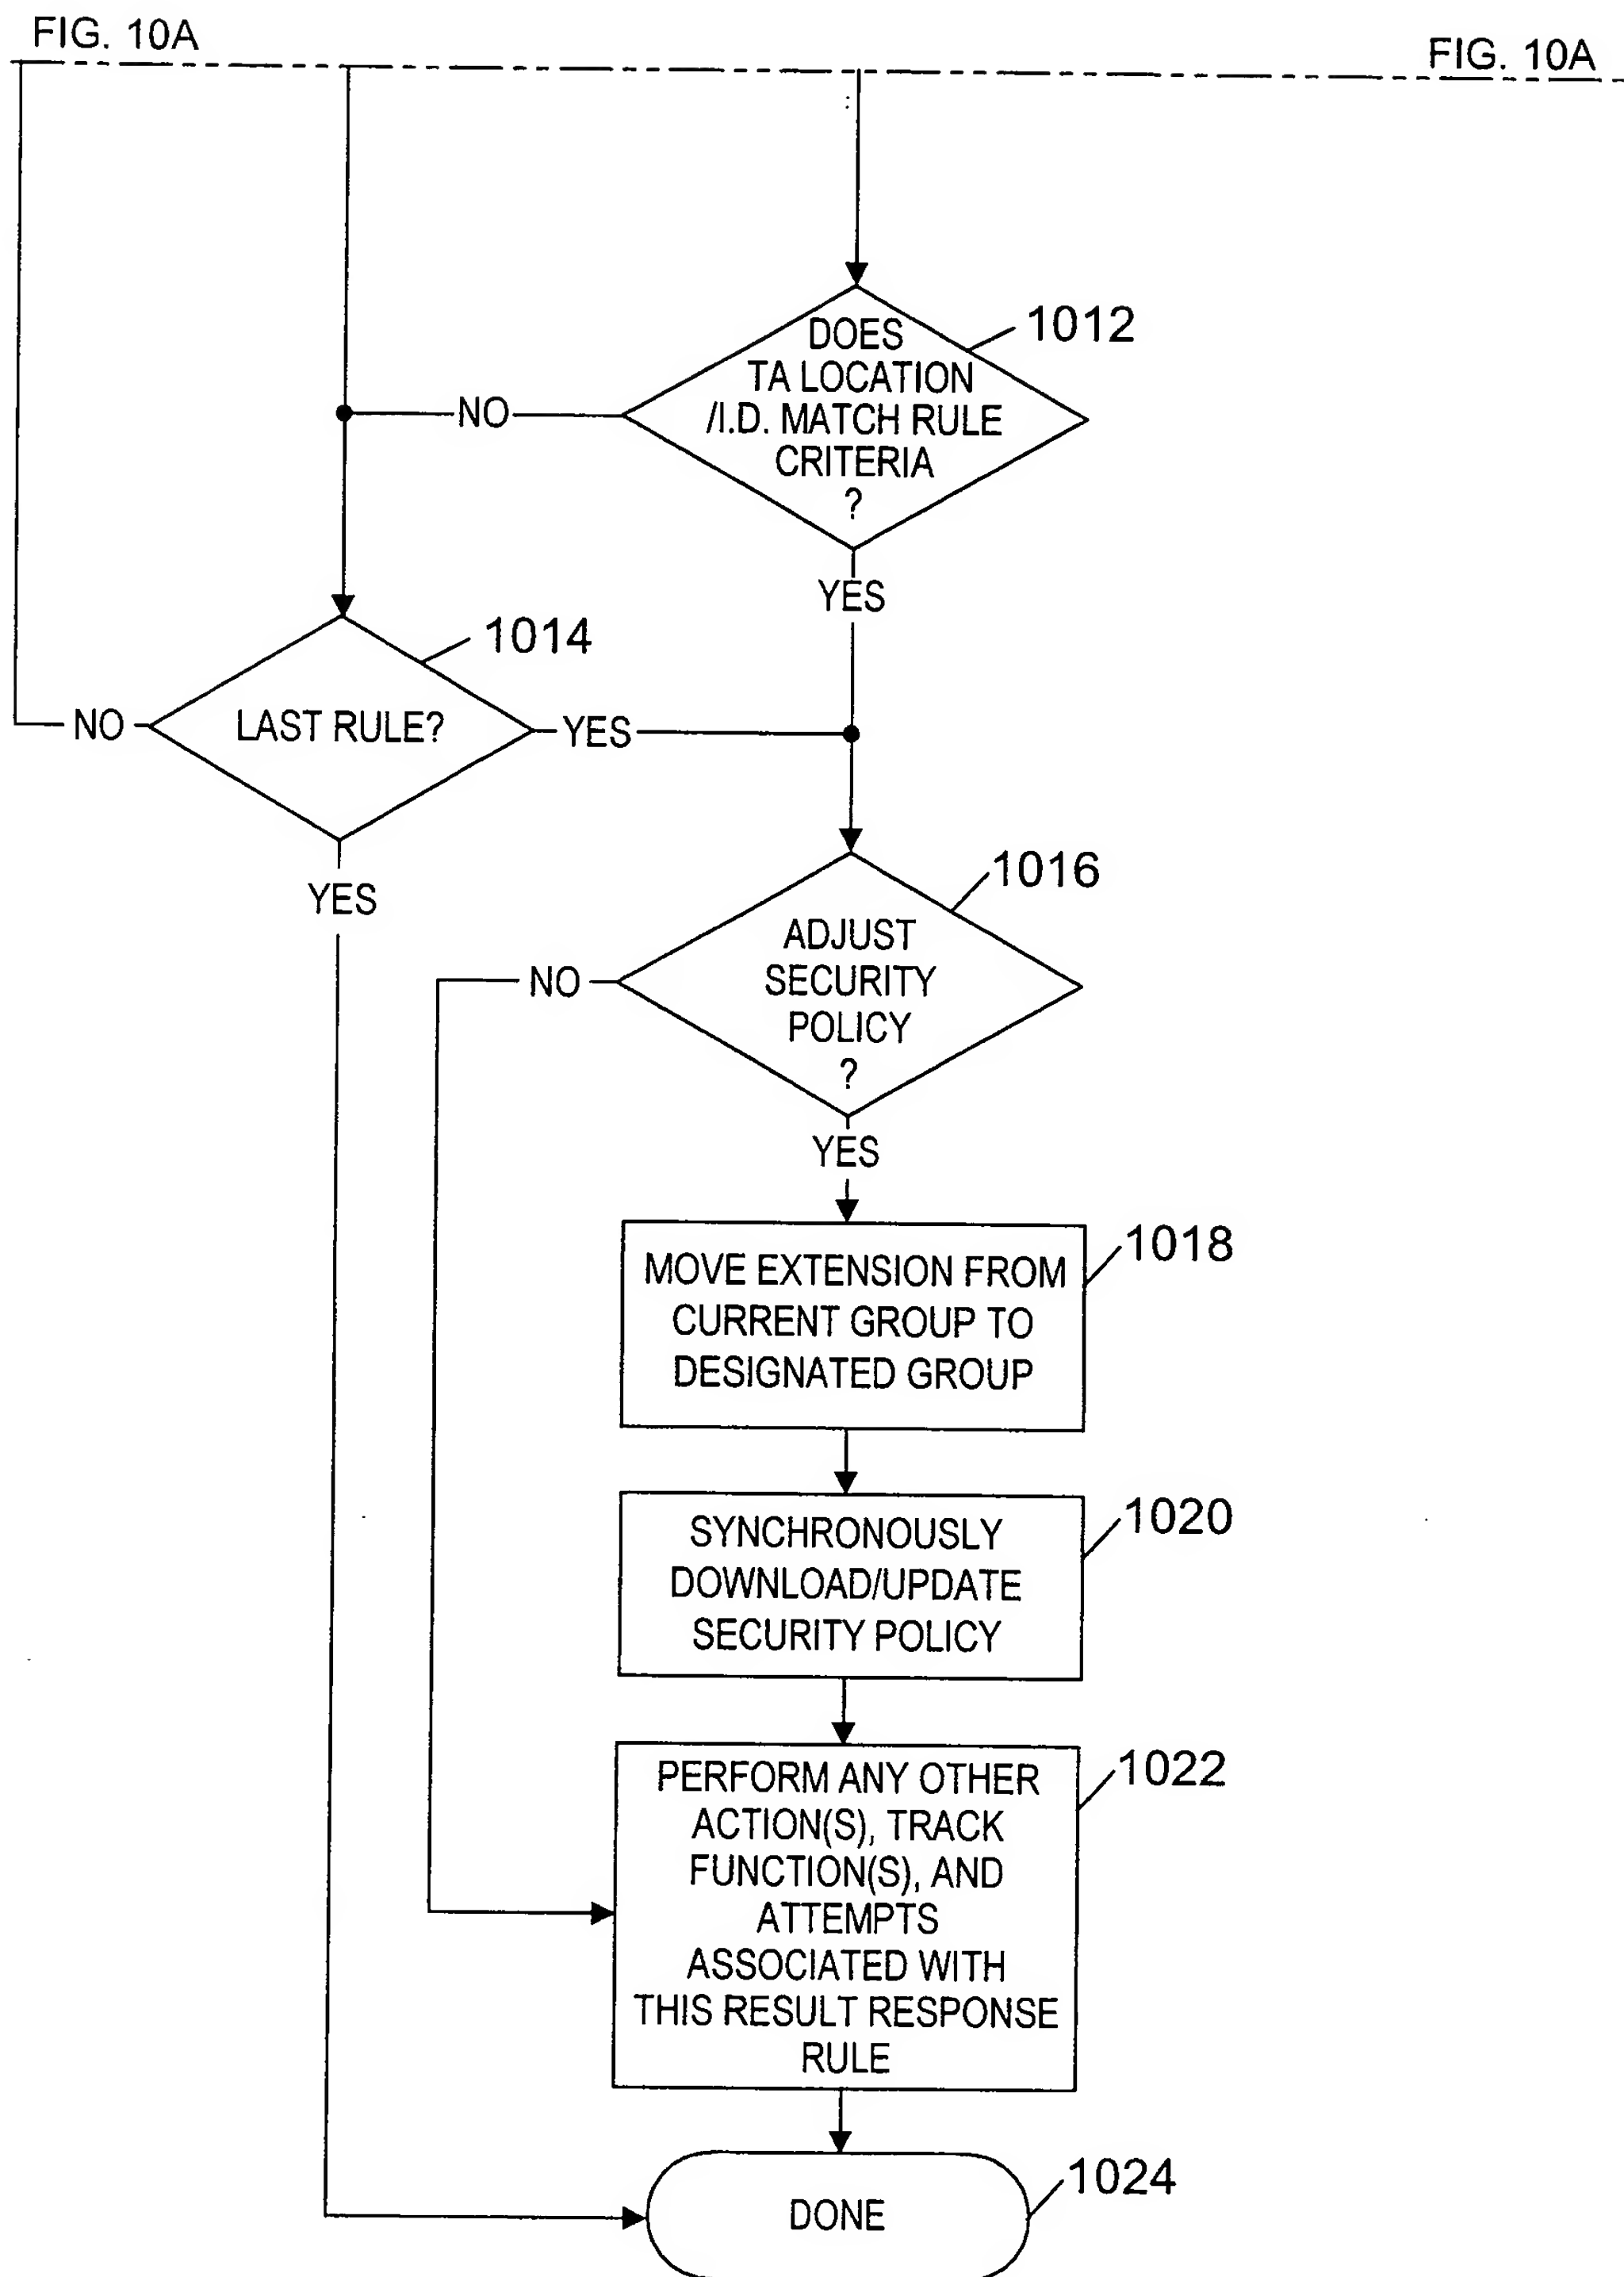 FIG. 10A
FIG. 10A
DOES
TA LOCATION
/I.D. MATCH RULE
CRITERIA
?
1012
NO
YES
1014
LAST RULE?
NO
YES
YES
1016
ADJUST
SECURITY
POLICY
?
NO
YES
1018
MOVE EXTENSION FROM
CURRENT GROUP TO
DESIGNATED GROUP
1020
SYNCHRONOUSLY
DOWNLOAD/UPDATE
SECURITY POLICY
1022
PERFORM ANY OTHER
ACTION(S), TRACK
FUNCTION(S), AND
ATTEMPTS
ASSOCIATED WITH
THIS RESULT RESPONSE
RULE
1024
DONE